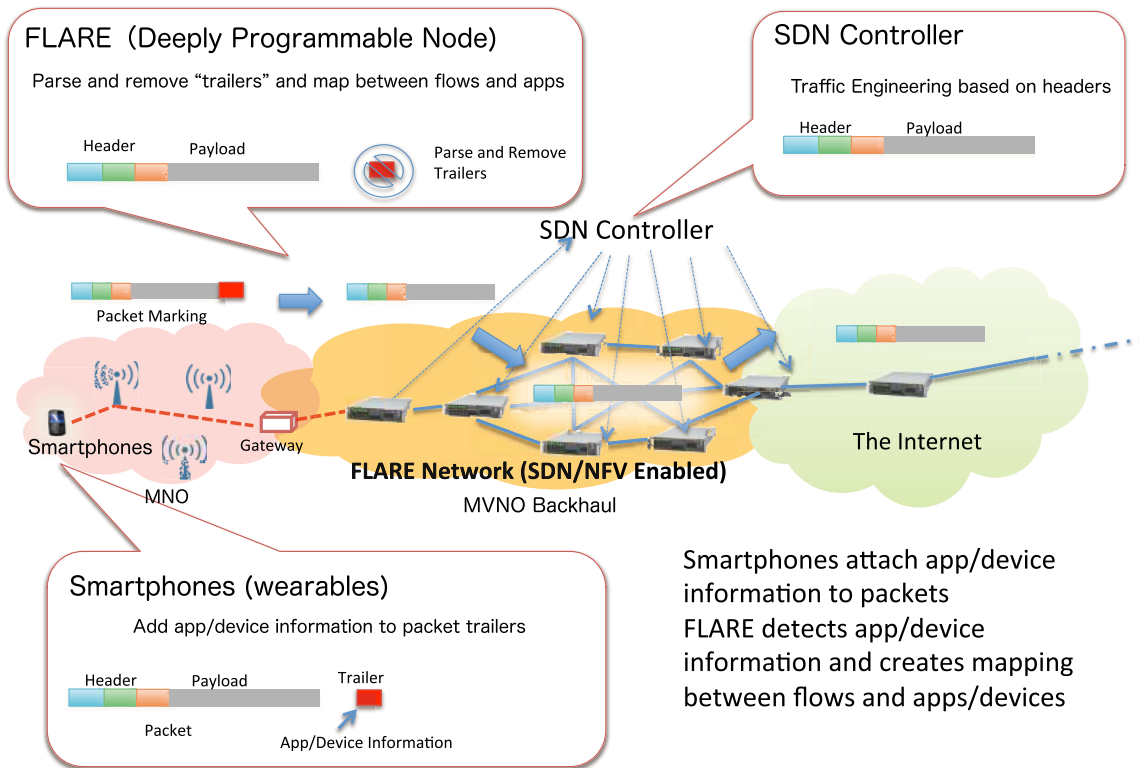 FLARE（Deeply Programmable Node)
Parse and remove “trailers” and map between flows and apps
Header
Payload
Parse and Remove
Trailers
SDN Controller
Traffic Engineering based on headers
Header
Payload
SDN Controller
Packet Marking
Smartphones
Gateway
MNO
FLARE Network (SDN/NFV Enabled)
MVNO Backhaul
The Internet
Smartphones (wearables)
Add app/device information to packet trailers
Header
Payload
Trailer
Packet
App/Device Information
Smartphones attach app/device
information to packets
FLARE detects app/device
information and creates mapping
between flows and apps/devices